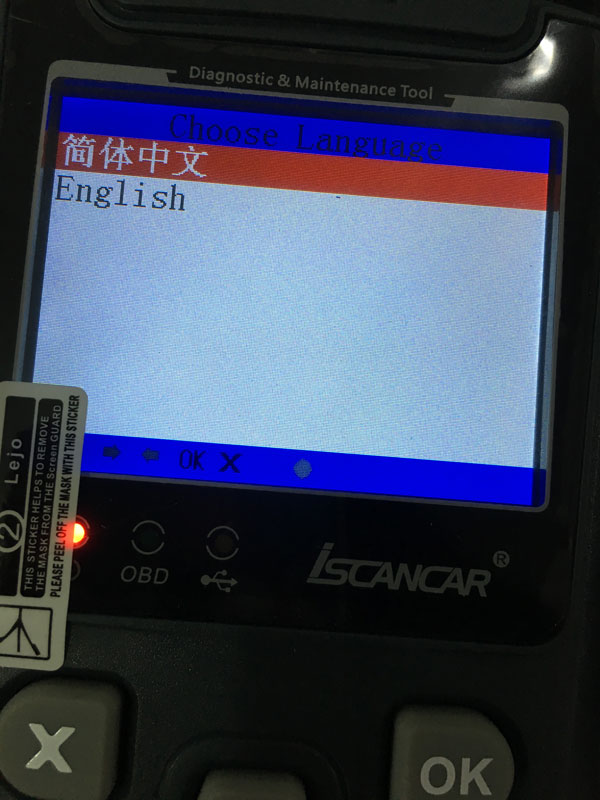 Diagnostic & Maintenance Tool
Choose Language
简体中文
English
OK X
OBD
iSCANCAR®
② Lejo
THIS STICKER HELPS TO REMOVE
THE MASK FROM THE Screen GUARD
PLEASE PEEL OFF THE MASK WITH THIS STICKER
X
OK